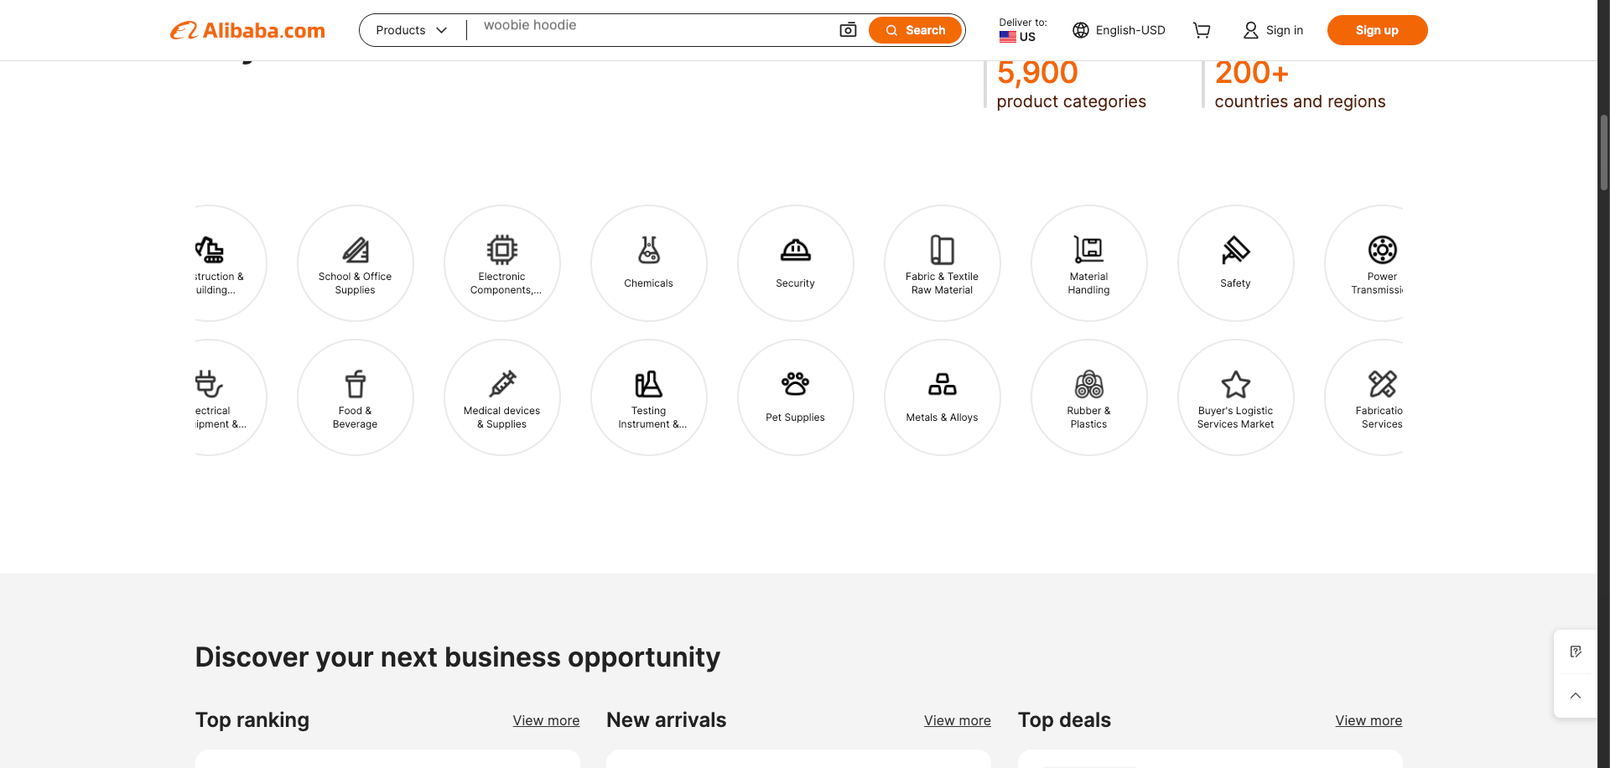 Alibaba.com
Products
woobie hoodie
Search
Deliver to:
US
English-USD
Sign in
Sign up
5,900
product categories
200+
countries and regions
struction &
uilding...
School & Office
Supplies
Electronic
Components,...
Chemicals
Security
Fabric & Textile
Raw Material
Material
Handling
Safety
Power
Transmissi
ectrical
ipment &...
Food &
Beverage
Medical devices
& Supplies
Testing
Instrument &...
Pet Supplies
Metals & Alloys
Rubber &
Plastics
Buyer's Logistic
Services Market
Fabricatio
Services
Discover your next business opportunity
Top ranking
View more
New arrivals
View more
Top deals
View more